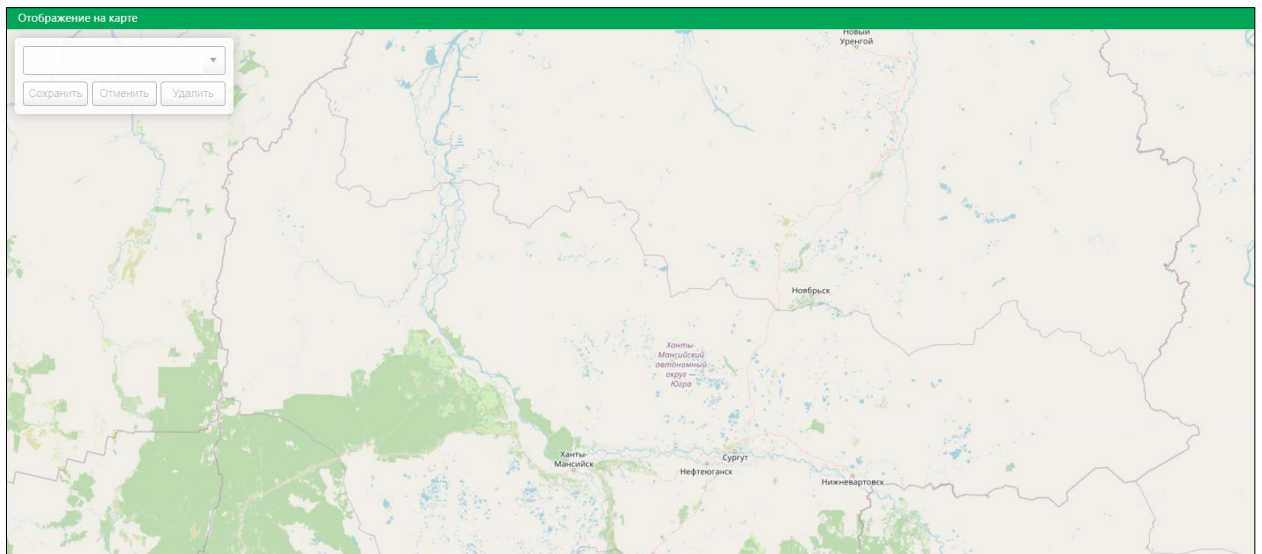 Отображение на карте
Новый
Уренгой
Сохранить Отменить Удалить
Ноябрьск
Ханты-
Мансийский
автономный
округ —
Югра
Ханты-
Мансийск
Сургут
Нефтеюганск
Нижневартовск